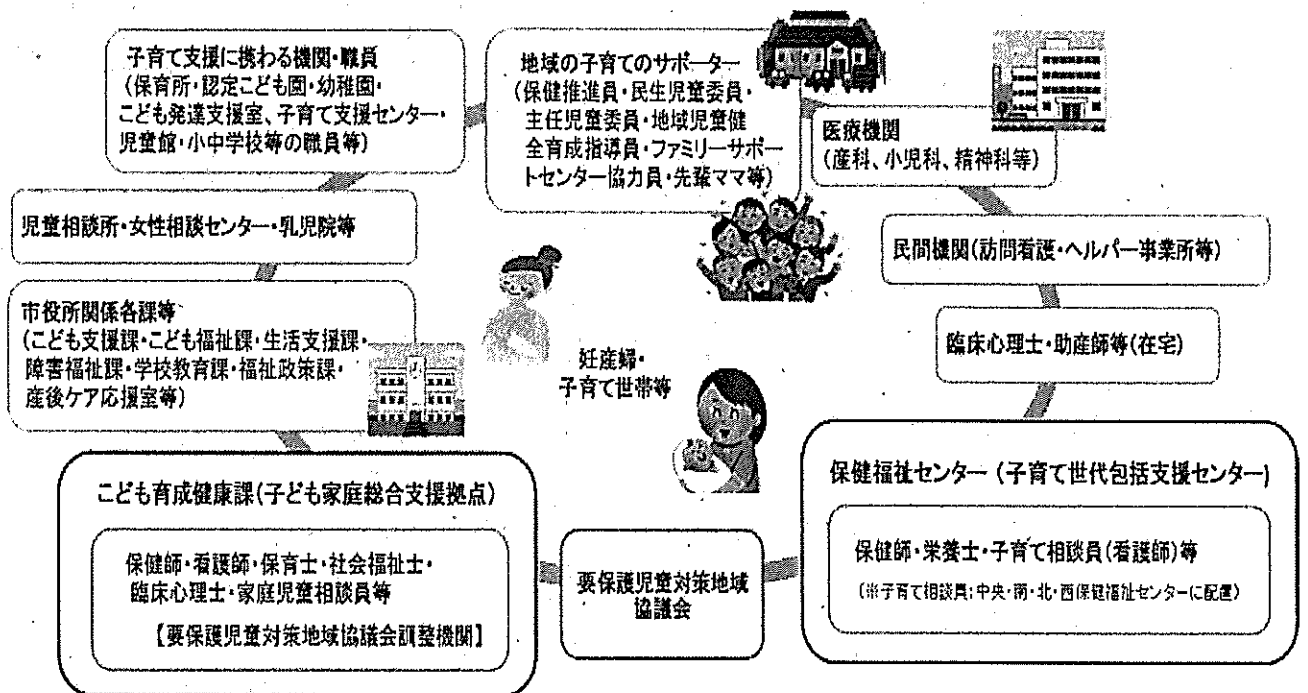 子育て支援に携わる機関・職員
(保育所・認定こども園・幼稚園・
こども発達支援室、子育て支援センター・
児童館・小中学校等の職員等)
地域の子育てのサポーター
(保健推進員・民生児童委員・
主任児童委員・地域児童健
全育成指導員・ファミリーサポー
トセンター協力員・先輩ママ等)
医療機関
(産科、小児科、精神科等)
児童相談所・女性相談センター・乳児院等
民間機関(訪問看護・ヘルパー事業所等)
市役所関係各課等
(こども支援課・こども福祉課・生活支援課・
障害福祉課・学校教育課・福祉政策課・
産後ケア応援室等)
臨床心理士・助産師等(在宅)
妊産婦・
子育て世帯等
こども育成健康課(子ども家庭総合支援拠点)
保健師・看護師・保育士・社会福祉士・
臨床心理士・家庭児童相談員等
【要保護児童対策地域協議会調整機関】
要保護児童対策地域
協議会
保健福祉センター (子育て世代包括支援センター)
保健師・栄養士・子育て相談員(看護師)等
(※子育て相談員:中央・南・北・西保健福祉センターに配置)